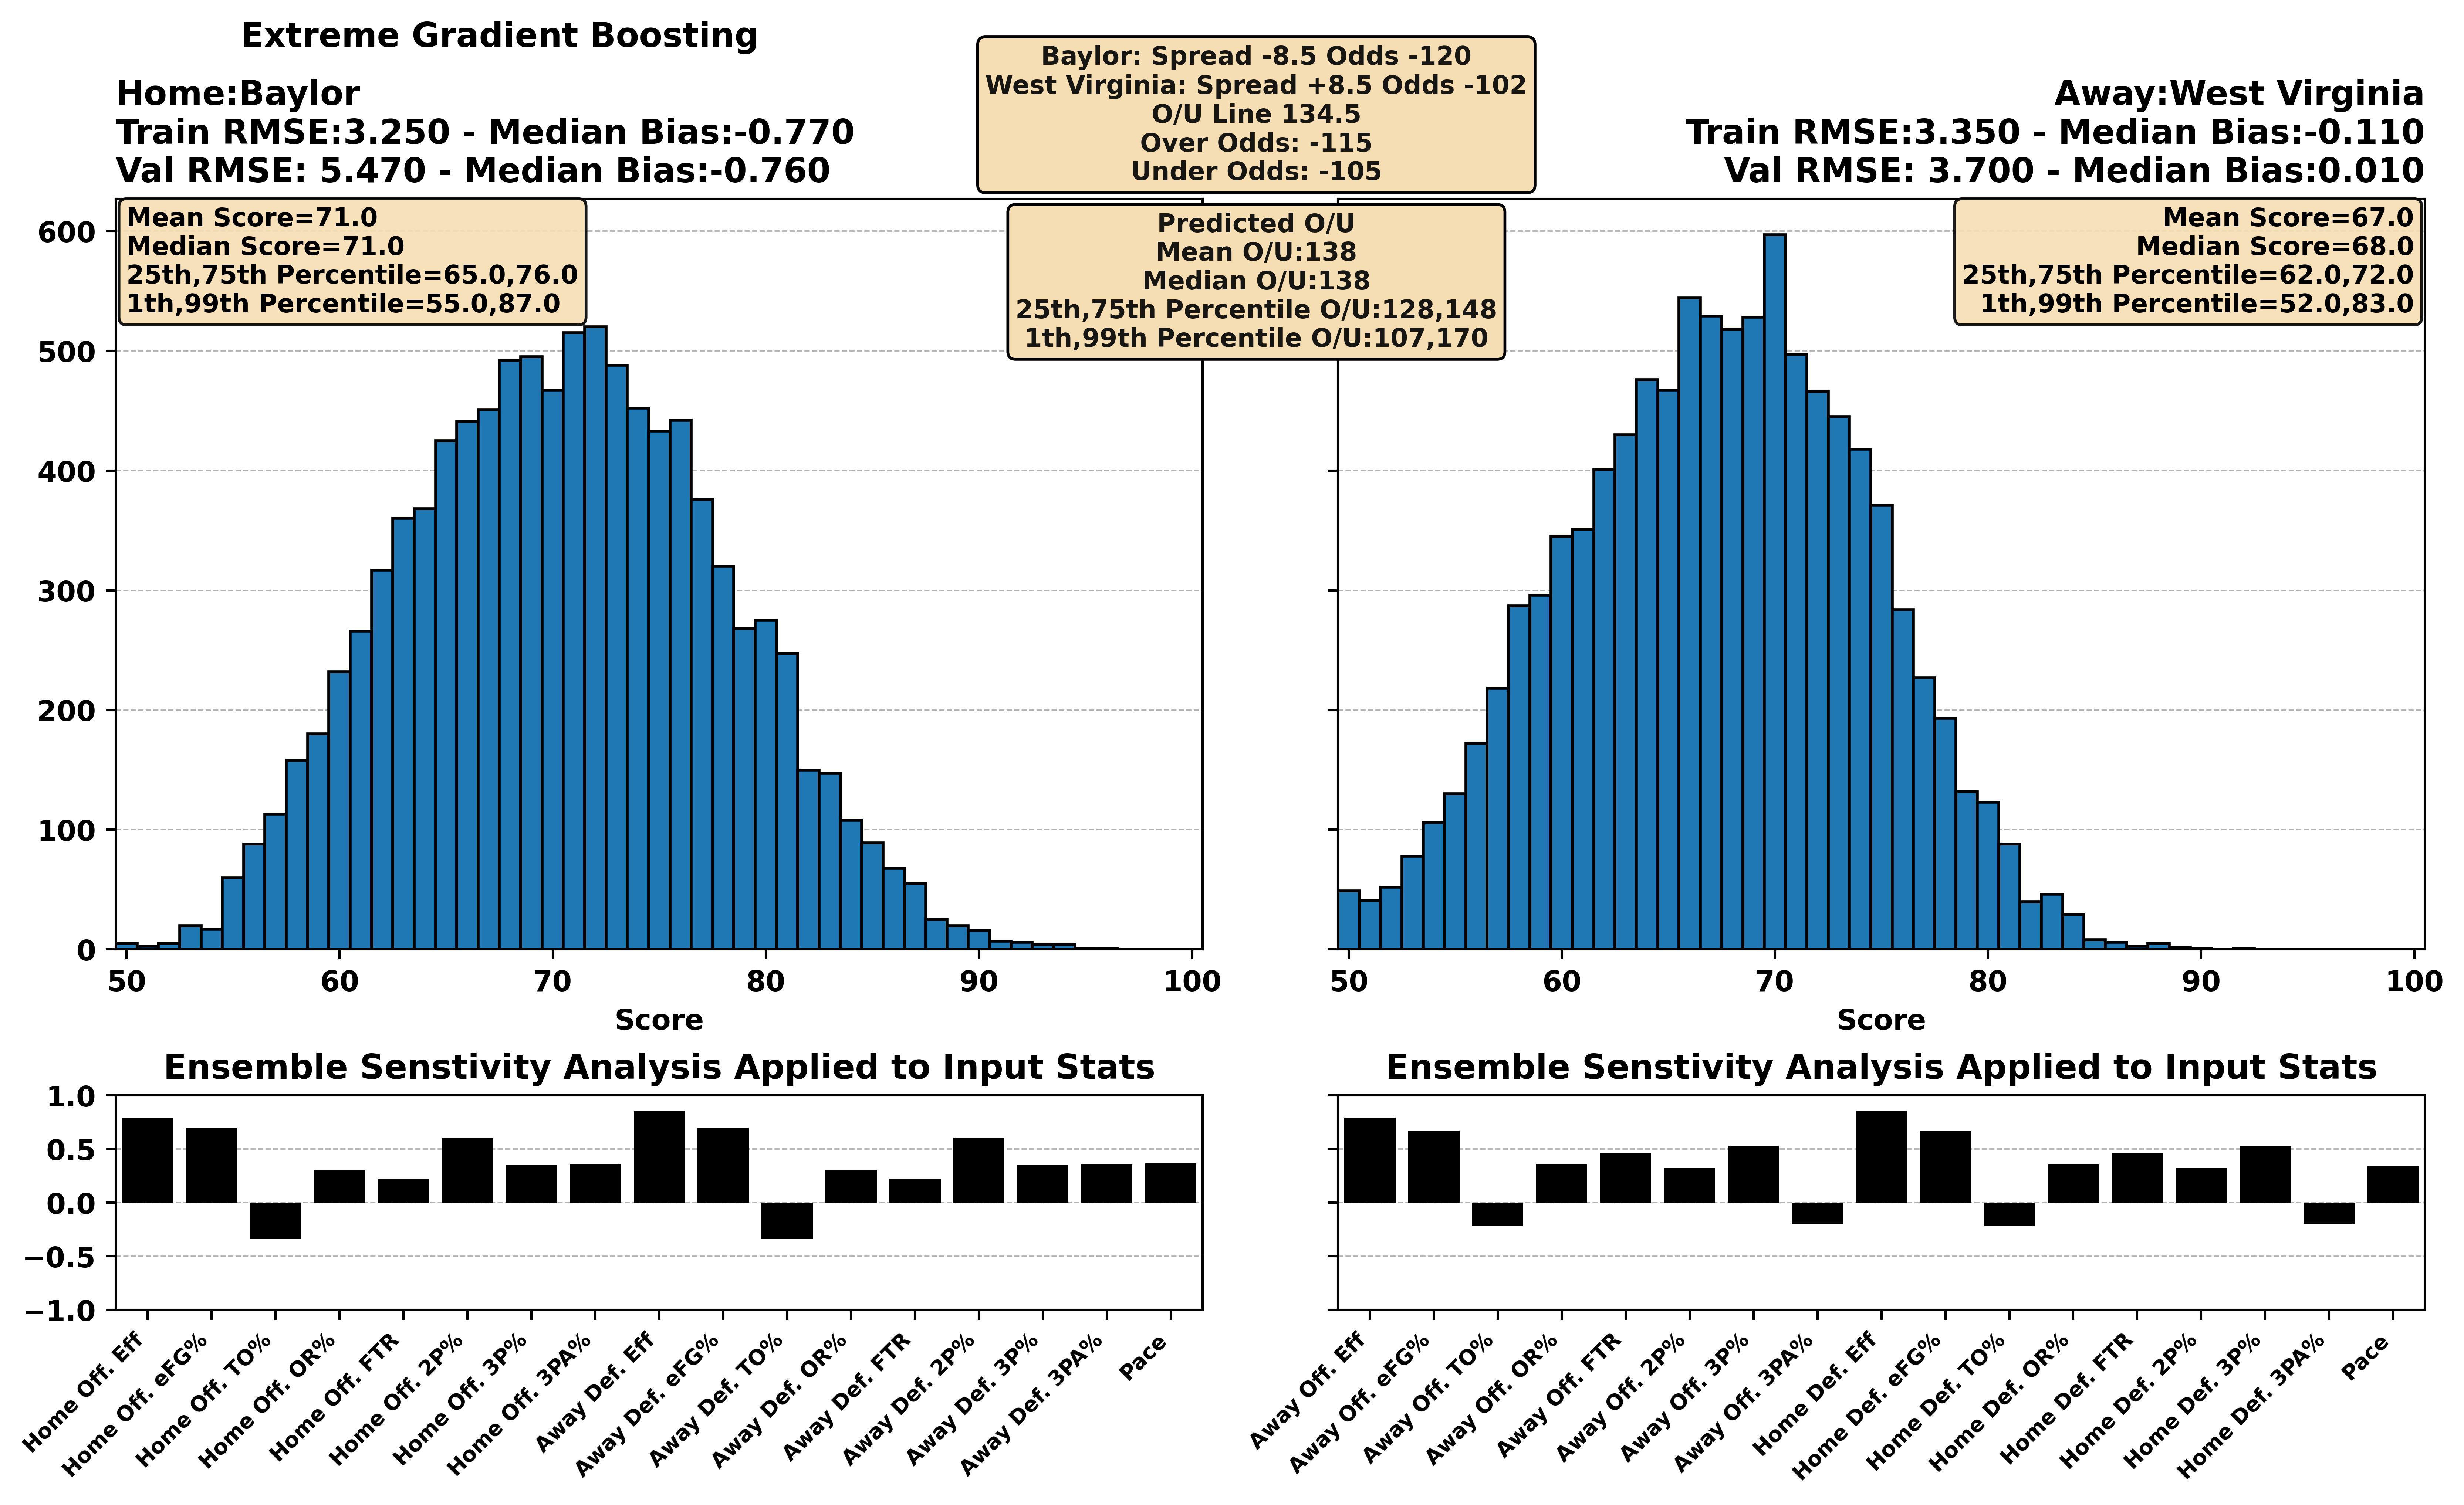 Extreme Gradient Boosting
Home:Baylor
Train RMSE:3.250 - Median Bias:-0.770
Val RMSE: 5.470 - Median Bias:-0.760
Baylor: Spread -8.5 Odds -120
West Virginia: Spread +8.5 Odds -102
O/U Line 134.5
Over Odds: -115
Under Odds: -105
Away:West Virginia
Train RMSE:3.350 - Median Bias:-0.110
Val RMSE: 3.700 - Median Bias:0.010
Mean Score=71.0
Median Score=71.0
25th,75th Percentile=65.0,76.0
1th,99th Percentile=55.0,87.0
Predicted O/U
Mean O/U:138
Median O/U:138
25th,75th Percentile O/U:128,148
1th,99th Percentile O/U:107,170
Mean Score=67.0
Median Score=68.0
25th,75th Percentile=62.0,72.0
1th,99th Percentile=52.0,83.0
600
500
400
300
200
100
0
50 60 70 80 90 100
Score
50 60 70 80 90 100
Score
Ensemble Senstivity Analysis Applied to Input Stats
1.0
0.5
0.0
−0.5
−1.0
Home Off. Eff
Home Off. eFG%
Home Off. TO%
Home Off. OR%
Home Off. FTR
Home Off. 2P%
Home Off. 3P%
Home Off. 3PA%
Away Def. Eff
Away Def. eFG%
Away Def. TO%
Away Def. OR%
Away Def. FTR
Away Def. 2P%
Away Def. 3P%
Away Def. 3PA%
Pace
Ensemble Senstivity Analysis Applied to Input Stats
Away Off. Eff
Away Off. eFG%
Away Off. TO%
Away Off. OR%
Away Off. FTR
Away Off. 2P%
Away Off. 3P%
Away Off. 3PA%
Home Def. Eff
Home Def. eFG%
Home Def. TO%
Home Def. OR%
Home Def. FTR
Home Def. 2P%
Home Def. 3P%
Home Def. 3PA%
Pace